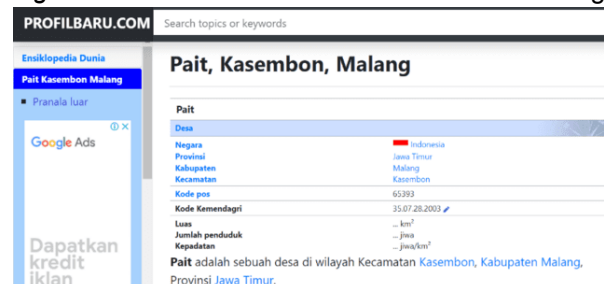 PROFILBARU.COM
Search topics or keywords
Ensiklopedia Dunia
Pait Kasembon Malang
Pranala luar
Google Ads
Dapatkan
kredit
iklan
Pait, Kasembon, Malang
Pait
Desa
Negara Indonesia
Provinsi Jawa Timur
Kabupaten Malang
Kecamatan Kasembon
Kode pos 65393
Kode Kemendagri 35.07.28.2003
Luas ... km²
Jumlah penduduk ... jiwa
Kepadatan ... jiwa/km²
Pait adalah sebuah desa di wilayah Kecamatan Kasembon, Kabupaten Malang,
Provinsi Jawa Timur.